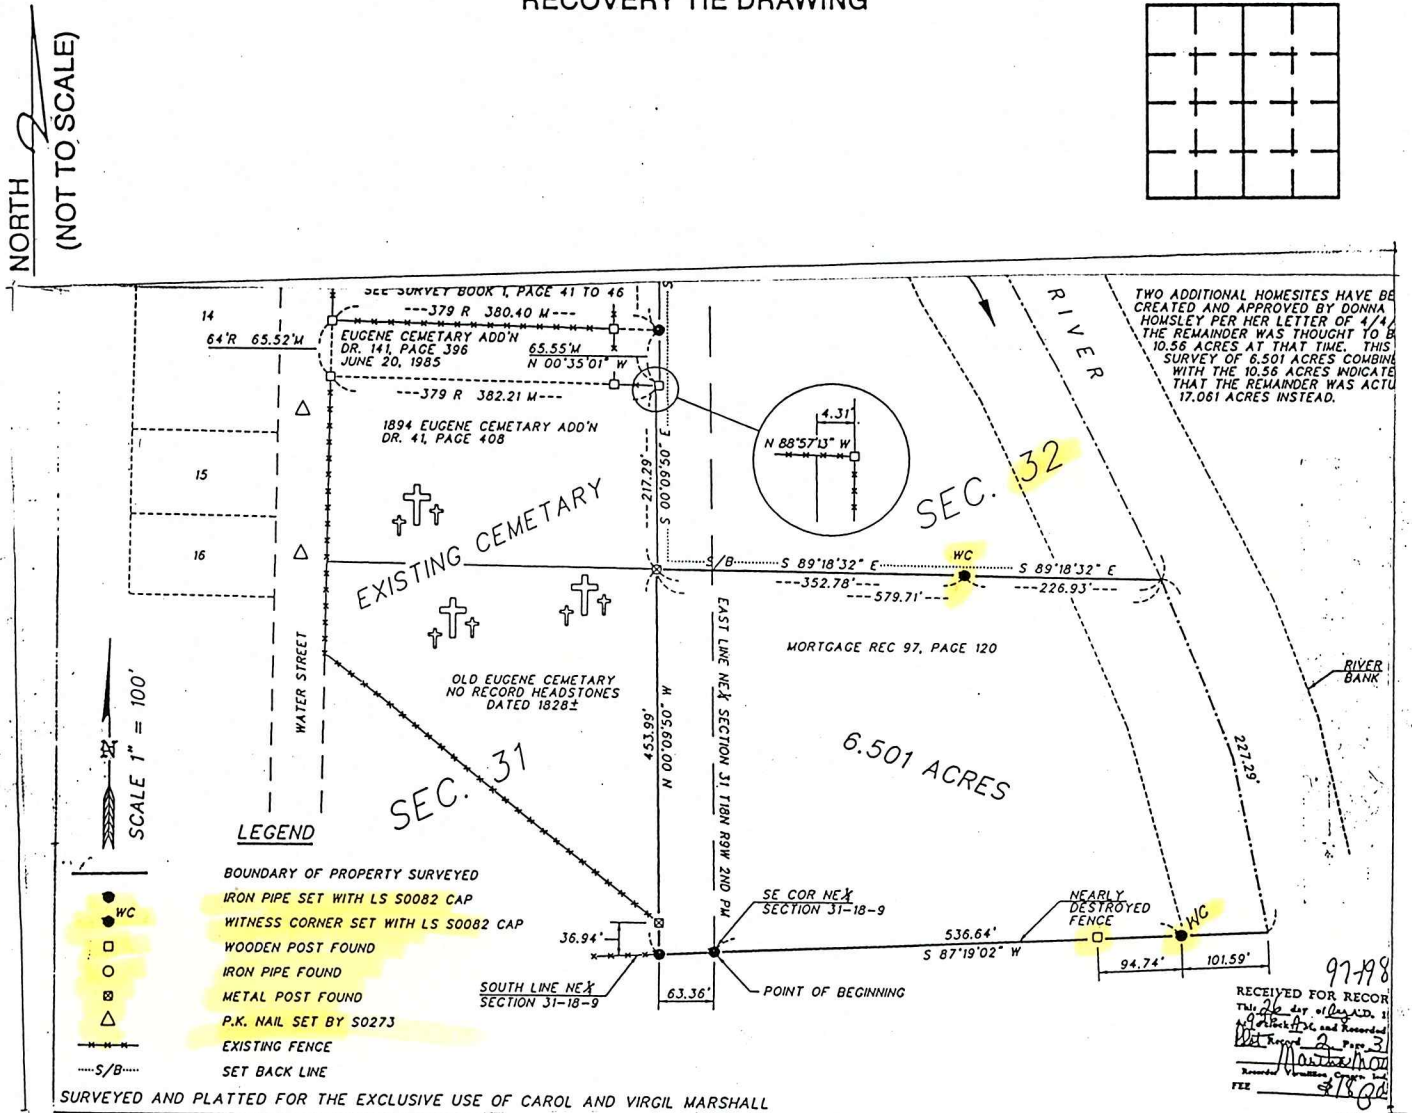 RECOVERY TIE DRAWING
NORTH
(NOT TO SCALE)
SEE SURVEY BOOK 1, PAGE 41 TO 46
---379 R 380.40 M---
14
64'R 65.52'M
EUGENE CEMETARY ADD'N
DR. 141, PAGE 396
JUNE 20, 1985
65.55'M
N 00°35'01" W
---379 R 382.21 M---
1894 EUGENE CEMETARY ADD'N
DR. 41, PAGE 408
15
16
EXISTING CEMETARY
217.29'
S 00°09'50" E
S
4.31'
N 88°57'13" W
RIVER
SEC. 32
TWO ADDITIONAL HOMESITES HAVE BE
CREATED AND APPROVED BY DONNA
HOMSLEY PER HER LETTER OF 4/4/
THE REMAINDER WAS THOUGHT TO B
10.56 ACRES AT THAT TIME. THIS
SURVEY OF 6.501 ACRES COMBINE
WITH THE 10.56 ACRES INDICATE
THAT THE REMAINDER WAS ACTU
17.061 ACRES INSTEAD.
WC
S/B
S 89°18'32" E
S 89°18'32" E
---352.78'---
---579.71'---
---226.93'---
MORTGAGE REC 97, PAGE 120
RIVER
BANK
WATER STREET
OLD EUGENE CEMETARY
NO RECORD HEADSTONES
DATED 1828±
453.99'
N 00°09'50" W
EAST LINE NE¼ SECTION 31 T18N R9W 2ND PM
6.501 ACRES
227.29'
SEC. 31
N
SCALE 1" = 100'
LEGEND
BOUNDARY OF PROPERTY SURVEYED
IRON PIPE SET WITH LS S0082 CAP
WC
WITNESS CORNER SET WITH LS S0082 CAP
WOODEN POST FOUND
IRON PIPE FOUND
METAL POST FOUND
P.K. NAIL SET BY S0273
EXISTING FENCE
S/B
SET BACK LINE
36.94'
SOUTH LINE NE¼
SECTION 31-18-9
63.36'
SE COR NE¼
SECTION 31-18-9
POINT OF BEGINNING
NEARLY
DESTROYED
FENCE
WC
536.64'
S 87°19'02" W
94.74'
101.59'
RECEIVED FOR RECOR
This 26 day of A.D. 1
and Recorded
Record 2 Page 3
Recorder Vermillion
FEE
SURVEYED AND PLATTED FOR THE EXCLUSIVE USE OF CAROL AND VIRGIL MARSHALL